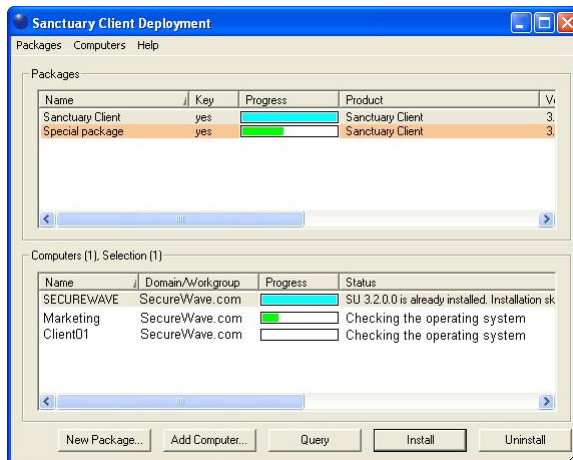 Sanctuary Client Deployment
Packages Computers Help
Packages
Name Key Progress Product
Sanctuary Client yes Sanctuary Client 3.
Special package yes Sanctuary Client 3.
Computers (1), Selection (1)
Name Domain/Workgroup Progress Status
SECUREWAVE SecureWave.com SU 3.2.0.0 is already installed. Installation sk
Marketing SecureWave.com Checking the operating system
Client01 SecureWave.com Checking the operating system
New Package... Add Computer... Query Install Uninstall